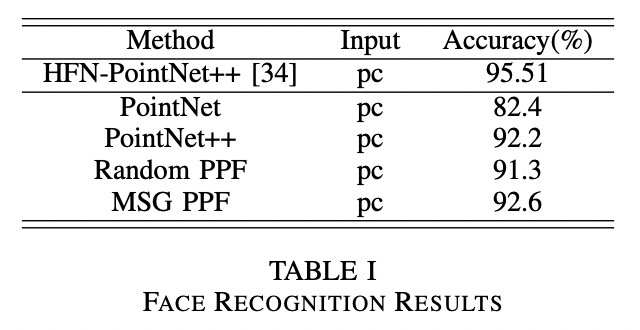 Method Input Accuracy(%)
HFN-PointNet++ [34] pc 95.51
PointNet pc 82.4
PointNet++ pc 92.2
Random PPF pc 91.3
MSG PPF pc 92.6
TABLE I
FACE RECOGNITION RESULTS